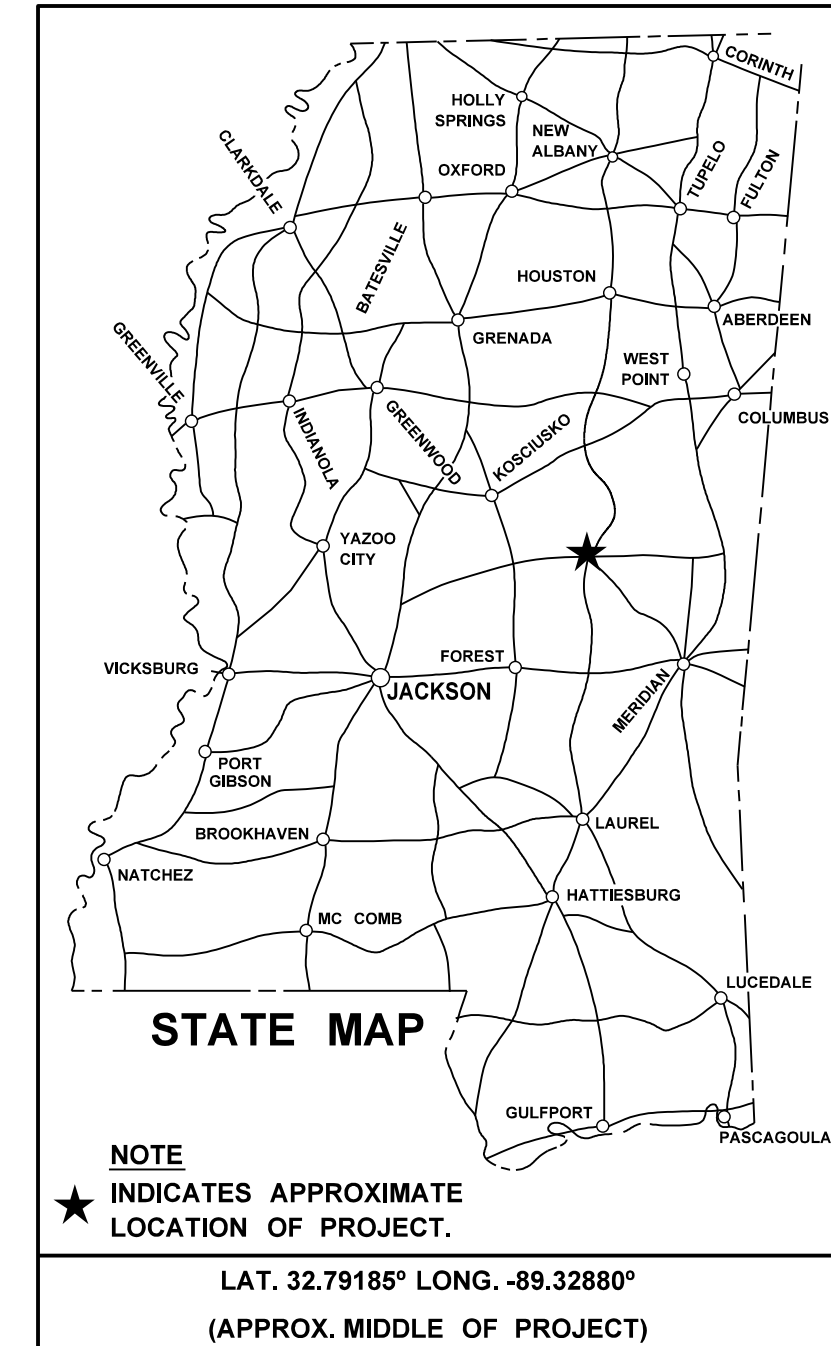 CORINTH
HOLLY
SPRINGS
NEW
ALBANY
CLARKDALE
OXFORD
TUPELO
FULTON
BATESVILLE
HOUSTON
ABERDEEN
GRENADA
GREENVILLE
WEST
POINT
COLUMBUS
INDIANOLA
GREENWOOD
KOSCIUSKO
YAZOO
CITY
VICKSBURG
FOREST
JACKSON
MERIDIAN
PORT
GIBSON
LAUREL
BROOKHAVEN
NATCHEZ
HATTIESBURG
MC COMB
LUCEDALE
STATE MAP
GULFPORT
PASCAGOULA
NOTE
INDICATES APPROXIMATE
LOCATION OF PROJECT.
LAT. 32.79185º LONG. -89.32880º
(APPROX. MIDDLE OF PROJECT)